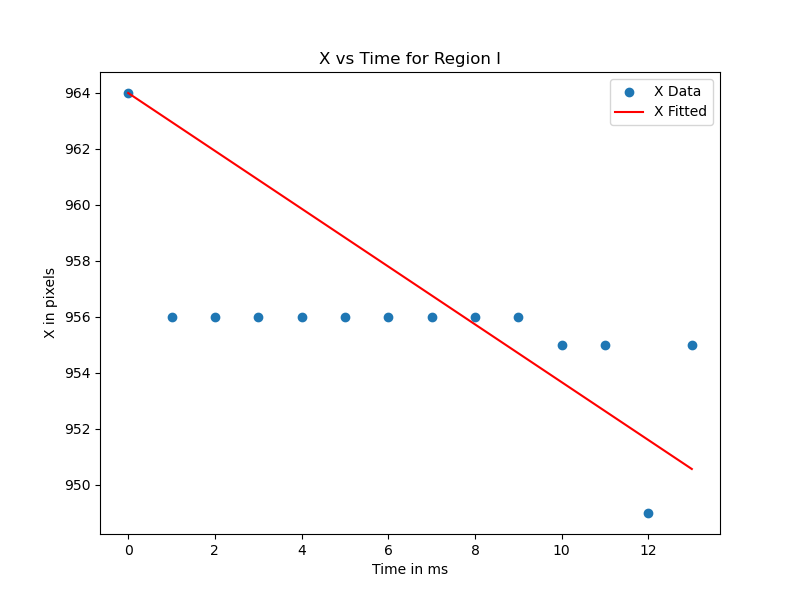 X vs Time for Region I
X Data
X Fitted
964
962
960
958
956
954
952
950
X in pixels
0 2 4 6 8 10 12
Time in ms